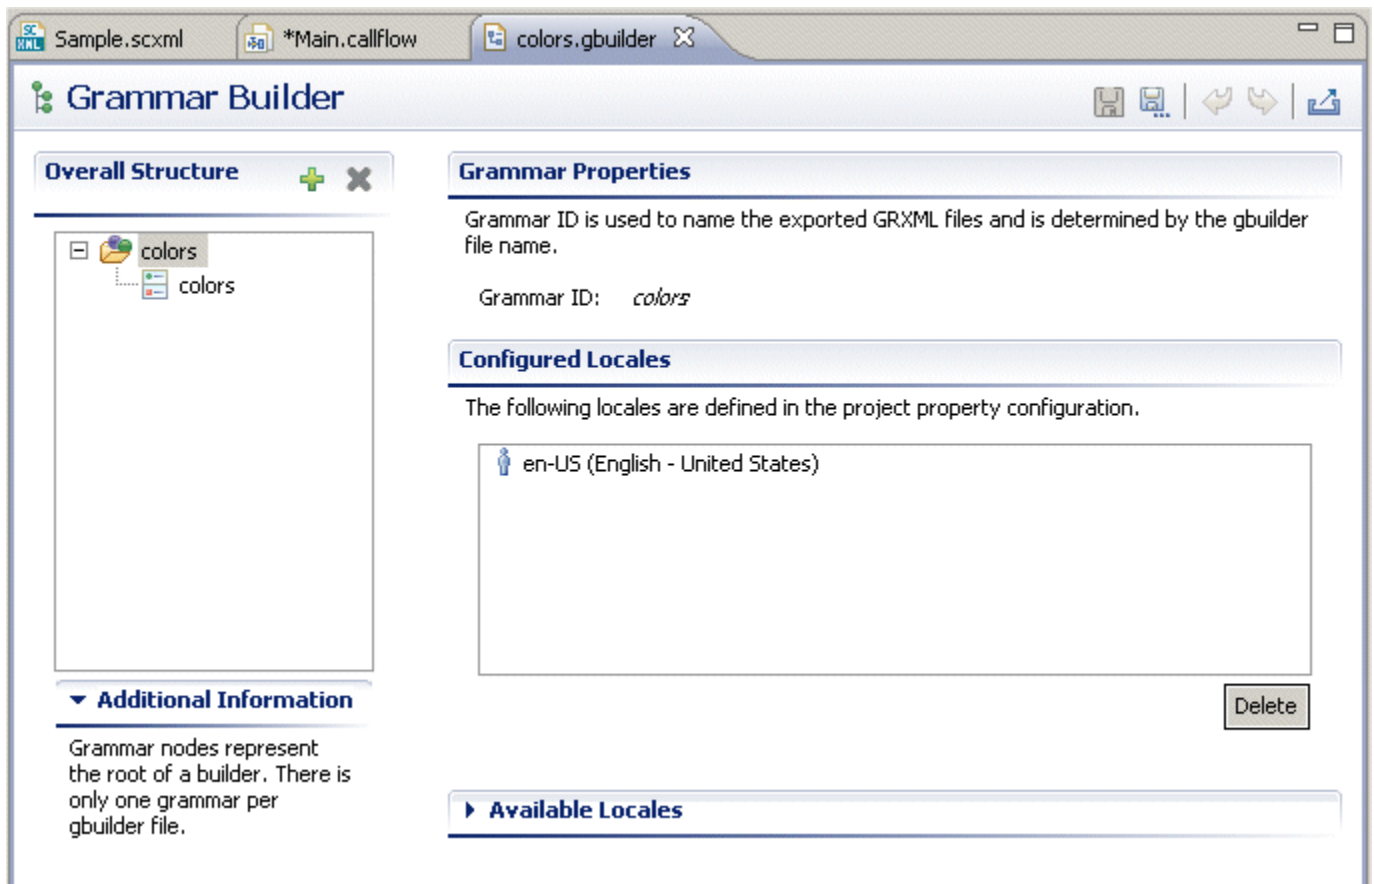 SC XML Sample.scxml *Main.callflow colors.gbuilder
Grammar Builder
Overall Structure
colors
colors
Additional Information
Grammar nodes represent
the root of a builder. There is
only one grammar per
gbuilder file.
Grammar Properties
Grammar ID is used to name the exported GRXML files and is determined by the gbuilder
file name.
Grammar ID: colors
Configured Locales
The following locales are defined in the project property configuration.
en-US (English - United States)
Delete
Available Locales